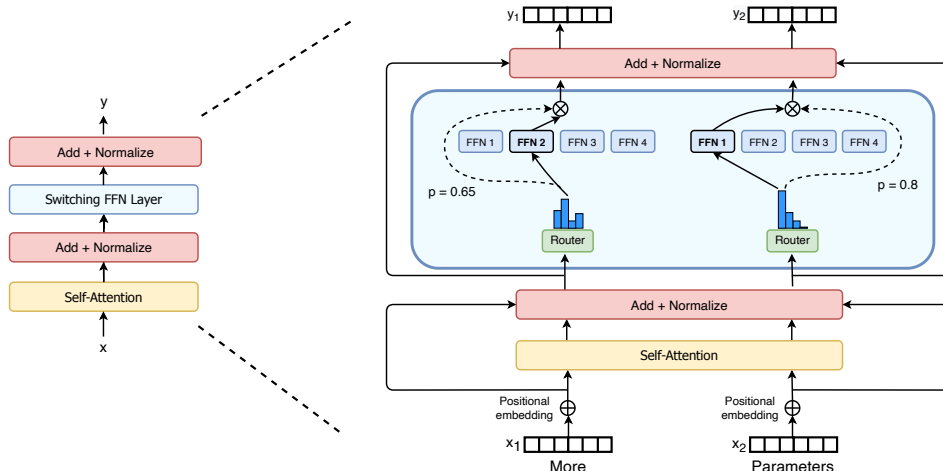 y
Add + Normalize
Switching FFN Layer
Add + Normalize
Self-Attention
x
y1 y2
Add + Normalize
FFN 1 FFN 2 FFN 3 FFN 4 FFN 1 FFN 2 FFN 3 FFN 4
p = 0.65 p = 0.8
Router Router
Add + Normalize
Self-Attention
Positional embedding Positional embedding
x1 x2
More Parameters